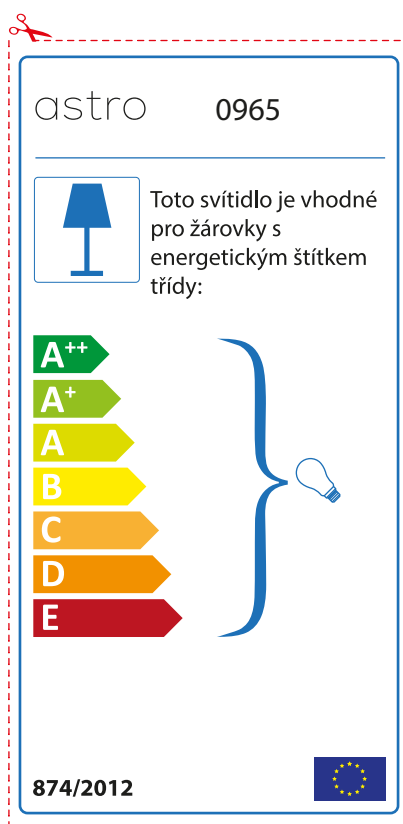 astro 0965
Toto svítidlo je vhodné
pro žárovky s
energetickým štítkem
třídy:
A++
A+
A
B
C
D
E
874/2012